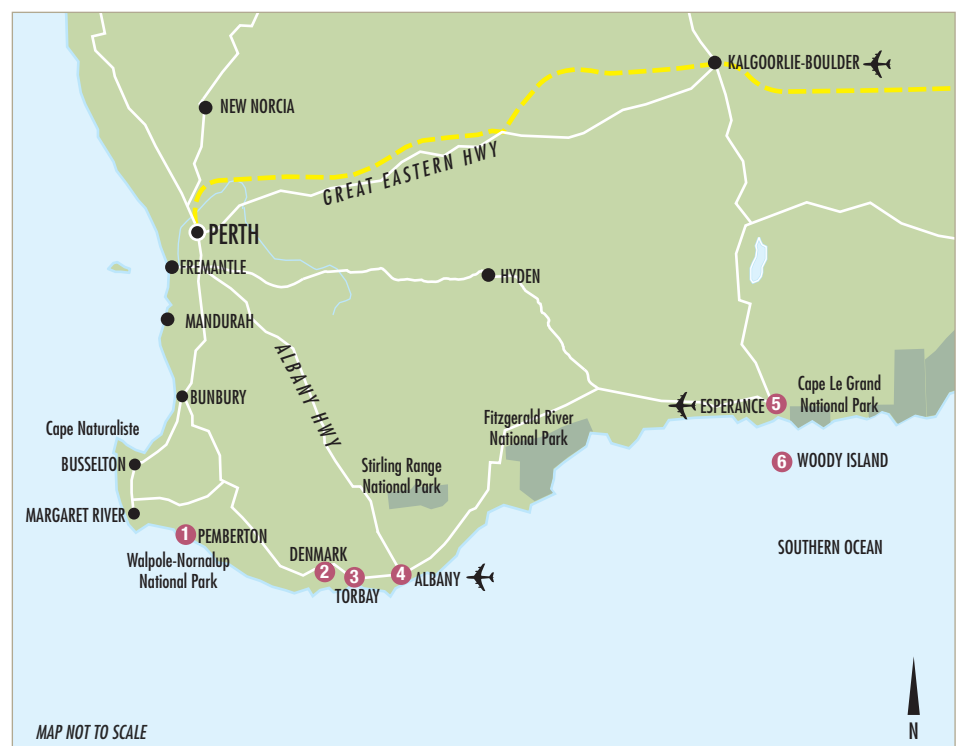 KALGOORLIE-BOULDER
NEW NORCIA
GREAT EASTERN HWY
PERTH
FREMANTLE
HYDEN
MANDURAH
ALBANY HWY
BUNBURY
Cape Le Grand
National Park
ESPERANCE 5
Fitzgerald River
National Park
Cape Naturaliste
BUSSELTON
Stirling Range
National Park
6 WOODY ISLAND
MARGARET RIVER
1 PEMBERTON
Walpole-Nornalup
National Park
DENMARK
2
3
TORBAY
4 ALBANY
SOUTHERN OCEAN
MAP NOT TO SCALE
N